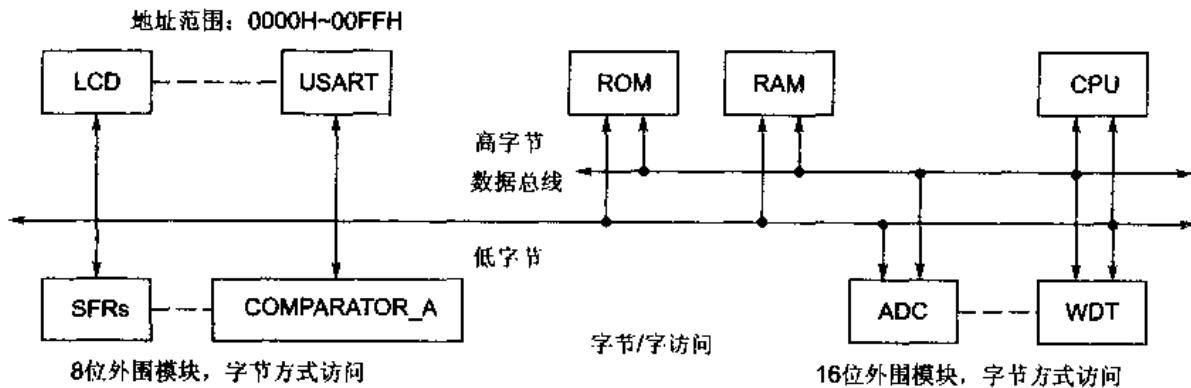 地址范围：0000H~00FFH
LCD
USART
ROM
RAM
CPU
高字节
数据总线
低字节
SFRs
COMPARATOR_A
ADC
WDT
8位外围模块，字节方式访问
字节/字访问
16位外围模块，字节方式访问